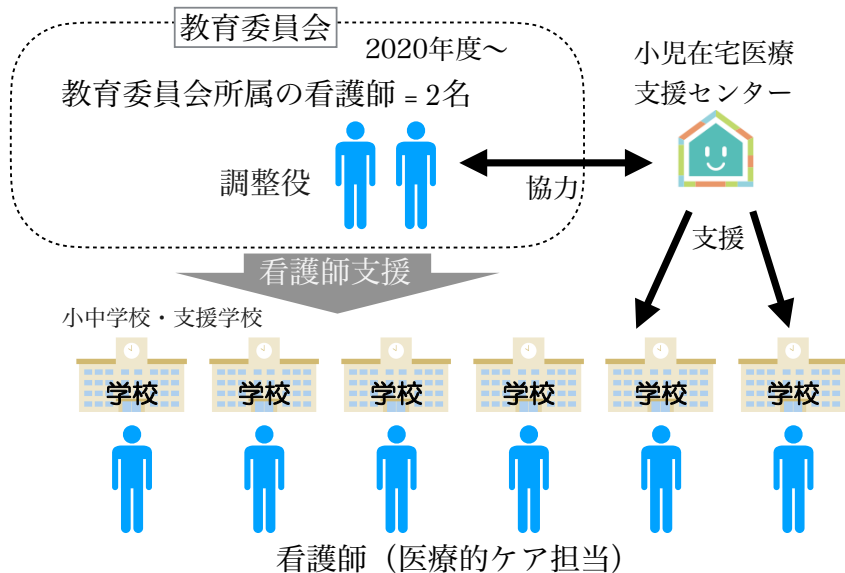 教育委員会
2020年度〜
教育委員会所属の看護師 = 2名
調整役
小児在宅医療
支援センター
協力
支援
看護師支援
小中学校・支援学校
学校
学校
学校
学校
学校
学校
看護師（医療的ケア担当）